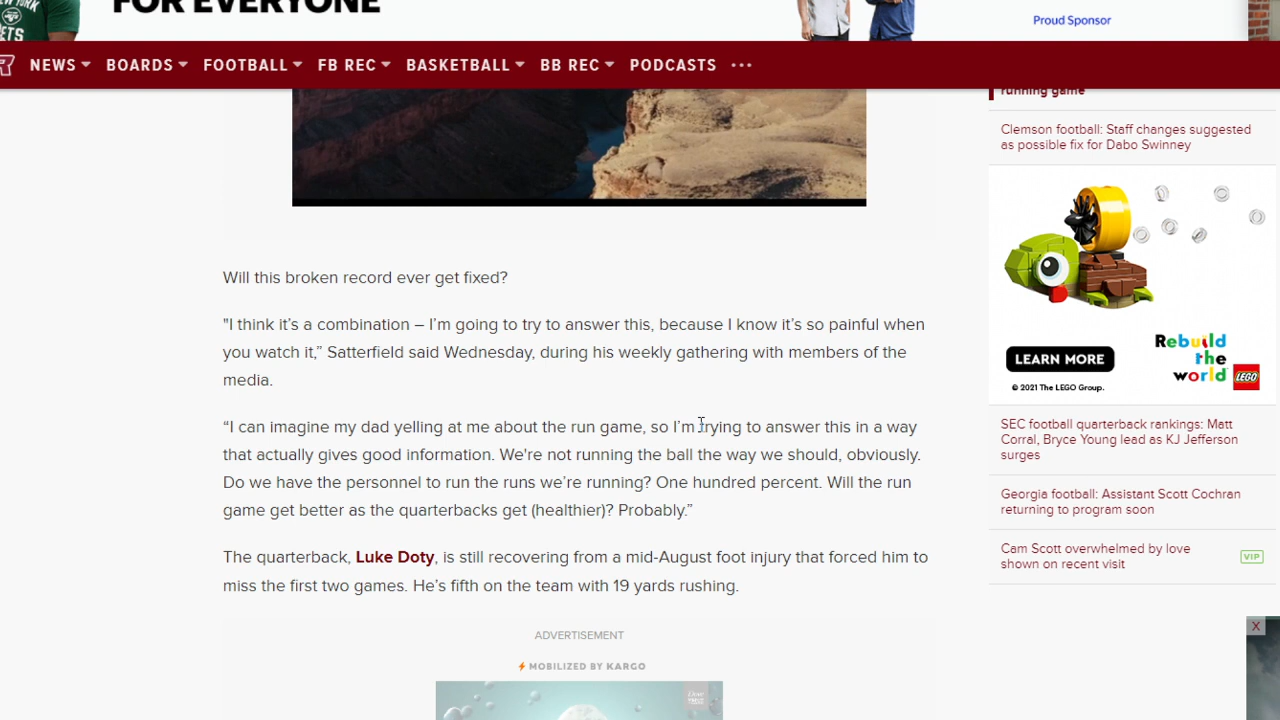 FOR EVERYONE
YORK
JETS
Proud Sponsor
NEWS BOARDS FOOTBALL FB REC BASKETBALL BB REC PODCASTS ...
running game
Clemson football: Staff changes suggested
as possible fix for Dabo Swinney
LEARN MORE
Rebuild
the
world
LEGO
© 2021 The LEGO Group.
Will this broken record ever get fixed?
"I think it’s a combination – I’m going to try to answer this, because I know it’s so painful when
you watch it,” Satterfield said Wednesday, during his weekly gathering with members of the
media.
“I can imagine my dad yelling at me about the run game, so I’m trying to answer this in a way
that actually gives good information. We're not running the ball the way we should, obviously.
Do we have the personnel to run the runs we’re running? One hundred percent. Will the run
game get better as the quarterbacks get (healthier)? Probably.”
The quarterback, Luke Doty, is still recovering from a mid-August foot injury that forced him to
miss the first two games. He’s fifth on the team with 19 yards rushing.
SEC football quarterback rankings: Matt
Corral, Bryce Young lead as KJ Jefferson
surges
Georgia football: Assistant Scott Cochran
returning to program soon
Cam Scott overwhelmed by love
shown on recent visit
VIP
X
ADVERTISEMENT
MOBILIZED BY KARGO
Dove